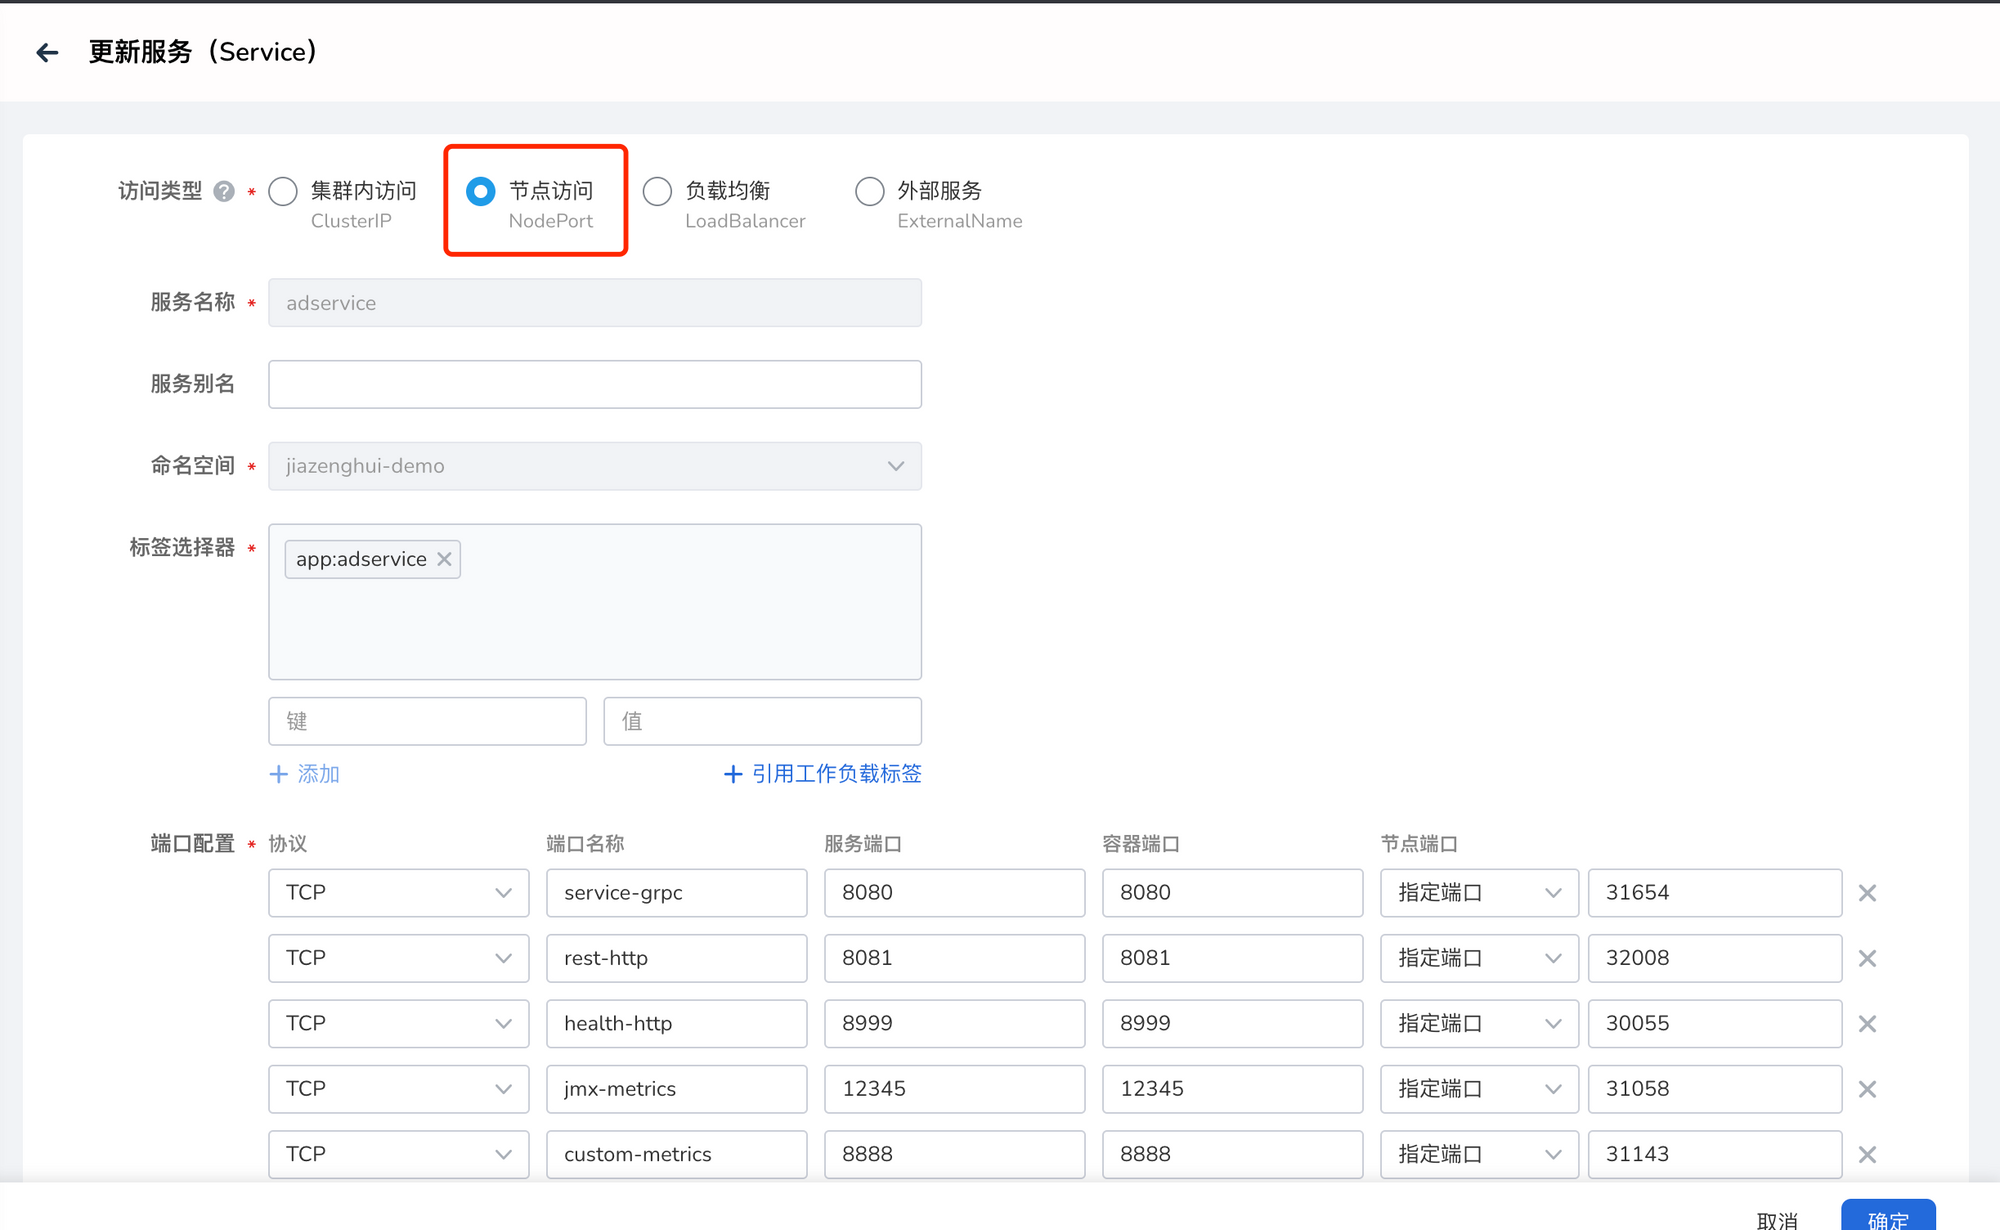 更新服务（Service）
访问类型 ? * 集群内访问 节点访问 负载均衡 外部服务
ClusterIP NodePort LoadBalancer ExternalName
服务名称 * adservice
服务别名
命名空间 * jiazenghui-demo
标签选择器 * app:adservice
键 值
添加 引用工作负载标签
端口配置 * 协议 端口名称 服务端口 容器端口 节点端口
TCP service-grpc 8080 8080 指定端口 31654
TCP rest-http 8081 8081 指定端口 32008
TCP health-http 8999 8999 指定端口 30055
TCP jmx-metrics 12345 12345 指定端口 31058
TCP custom-metrics 8888 8888 指定端口 31143
取消 确定